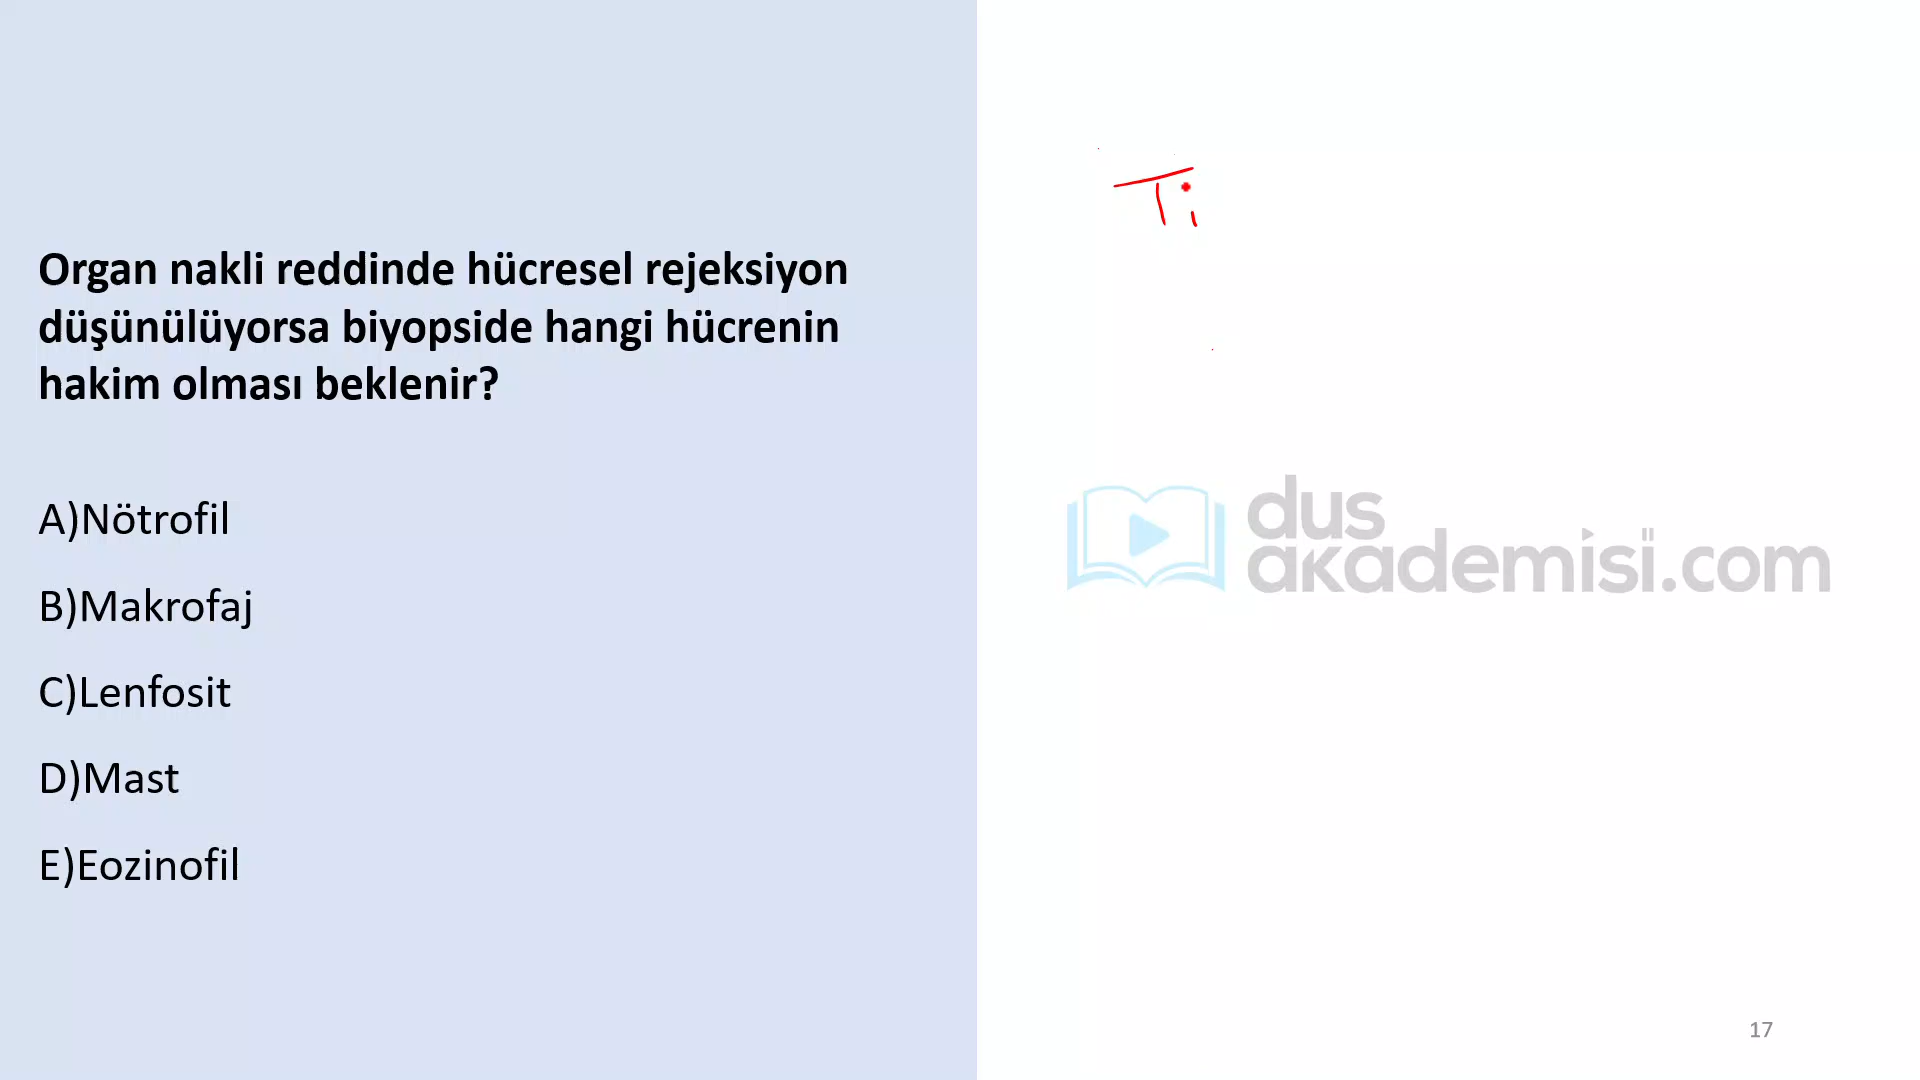 Organ nakli reddinde hücresel rejeksiyon
düşünülüyorsa biyopside hangi hücrenin
hakim olması beklenir?
A)Nötrofil
B)Makrofaj
C)Lenfosit
D)Mast
E)Eozinofil
Ti
dus
akademisi.com
17